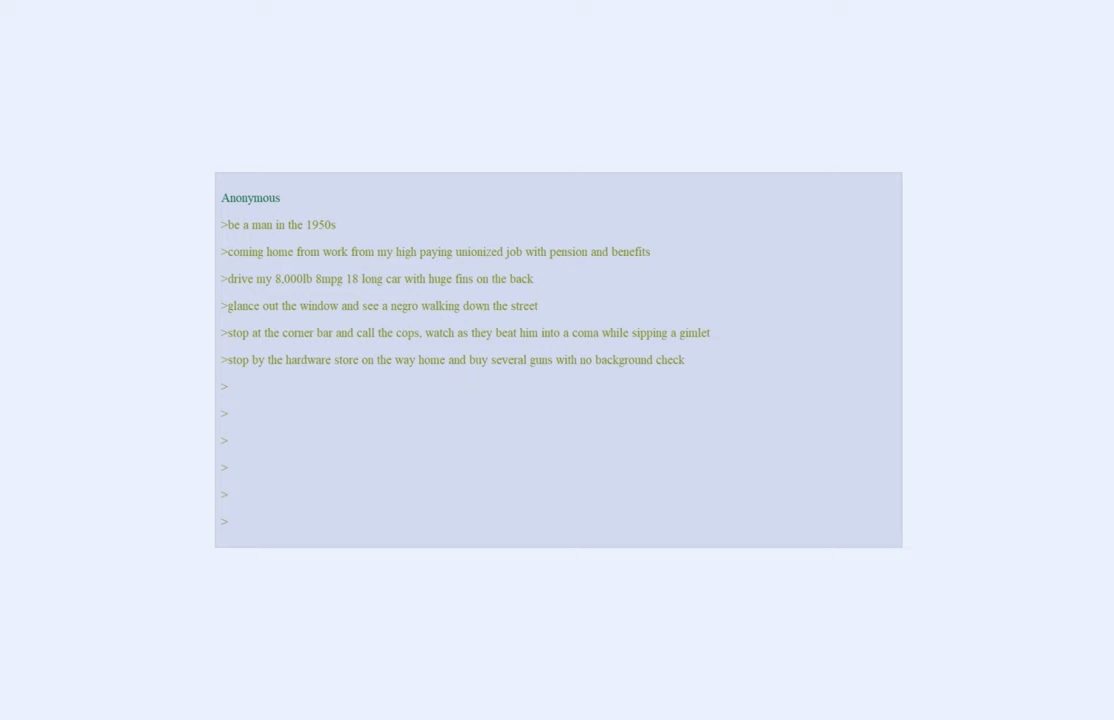 Anonymous
>be a man in the 1950s
>coming home from work from my high paying unionized job with pension and benefits
>drive my 8,000lb 8mpg 18 long car with huge fins on the back
>glance out the window and see a negro walking down the street
>stop at the corner bar and call the cops, watch as they beat him into a coma while sipping a gimlet
>stop by the hardware store on the way home and buy several guns with no background check
>
>
>
>
>
>